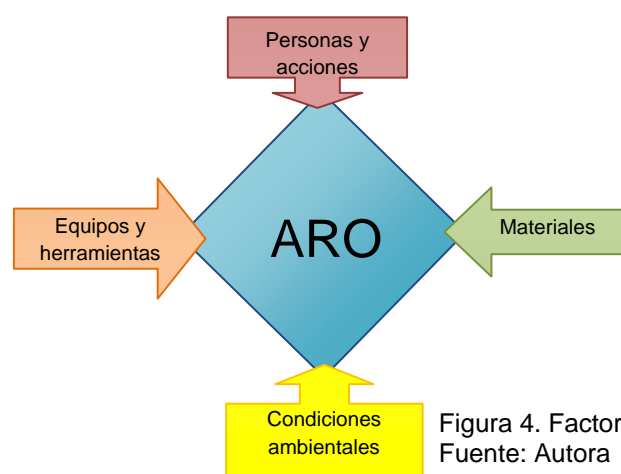 Personas y
acciones
Equipos y
herramientas
ARO
Materiales
Condiciones
ambientales
Figura 4. Factor
Fuente: Autora